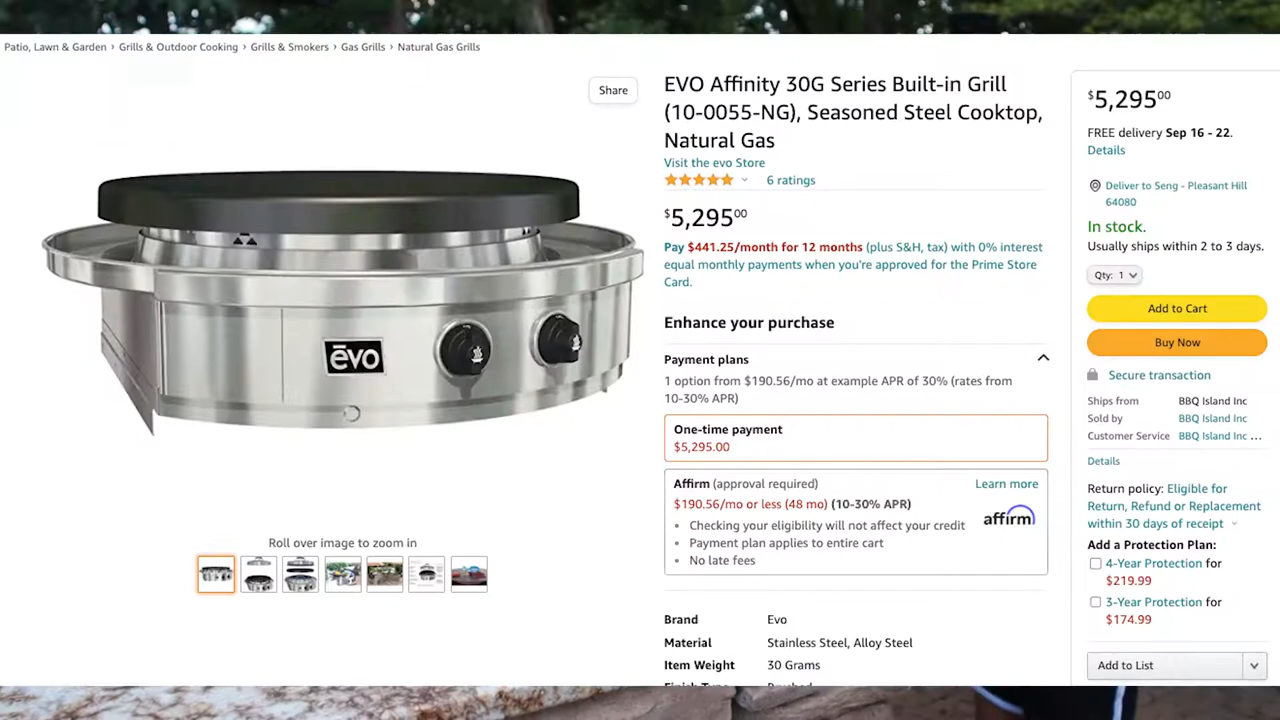 Patio, Lawn & Garden › Grills & Outdoor Cooking › Grills & Smokers › Gas Grills › Natural Gas Grills
Share
ēvo
Roll over image to zoom in
EVO Affinity 30G Series Built-in Grill
(10-0055-NG), Seasoned Steel Cooktop,
Natural Gas
Visit the evo Store
6 ratings
$5,295.00
Pay $441.25/month for 12 months (plus S&H, tax) with 0% interest
equal monthly payments when you're approved for the Prime Store
Card.
Enhance your purchase
Payment plans
1 option from $190.56/mo at example APR of 30% (rates from
10-30% APR)
One-time payment
$5,295.00
Affirm (approval required)
Learn more
$190.56/mo or less (48 mo) (10-30% APR)
affirm
• Checking your eligibility will not affect your credit
• Payment plan applies to entire cart
• No late fees
Brand Evo
Material Stainless Steel, Alloy Steel
Item Weight 30 Grams
$5,295.00
FREE delivery Sep 16 - 22.
Details
Deliver to Seng - Pleasant Hill
64080
In stock.
Usually ships within 2 to 3 days.
Qty: 1
Add to Cart
Buy Now
Secure transaction
Ships from BBQ Island Inc
Sold by BBQ Island Inc
Customer Service BBQ Island Inc ...
Details
Return policy: Eligible for
Return, Refund or Replacement
within 30 days of receipt
Add a Protection Plan:
4-Year Protection for
$219.99
3-Year Protection for
$174.99
Add to List